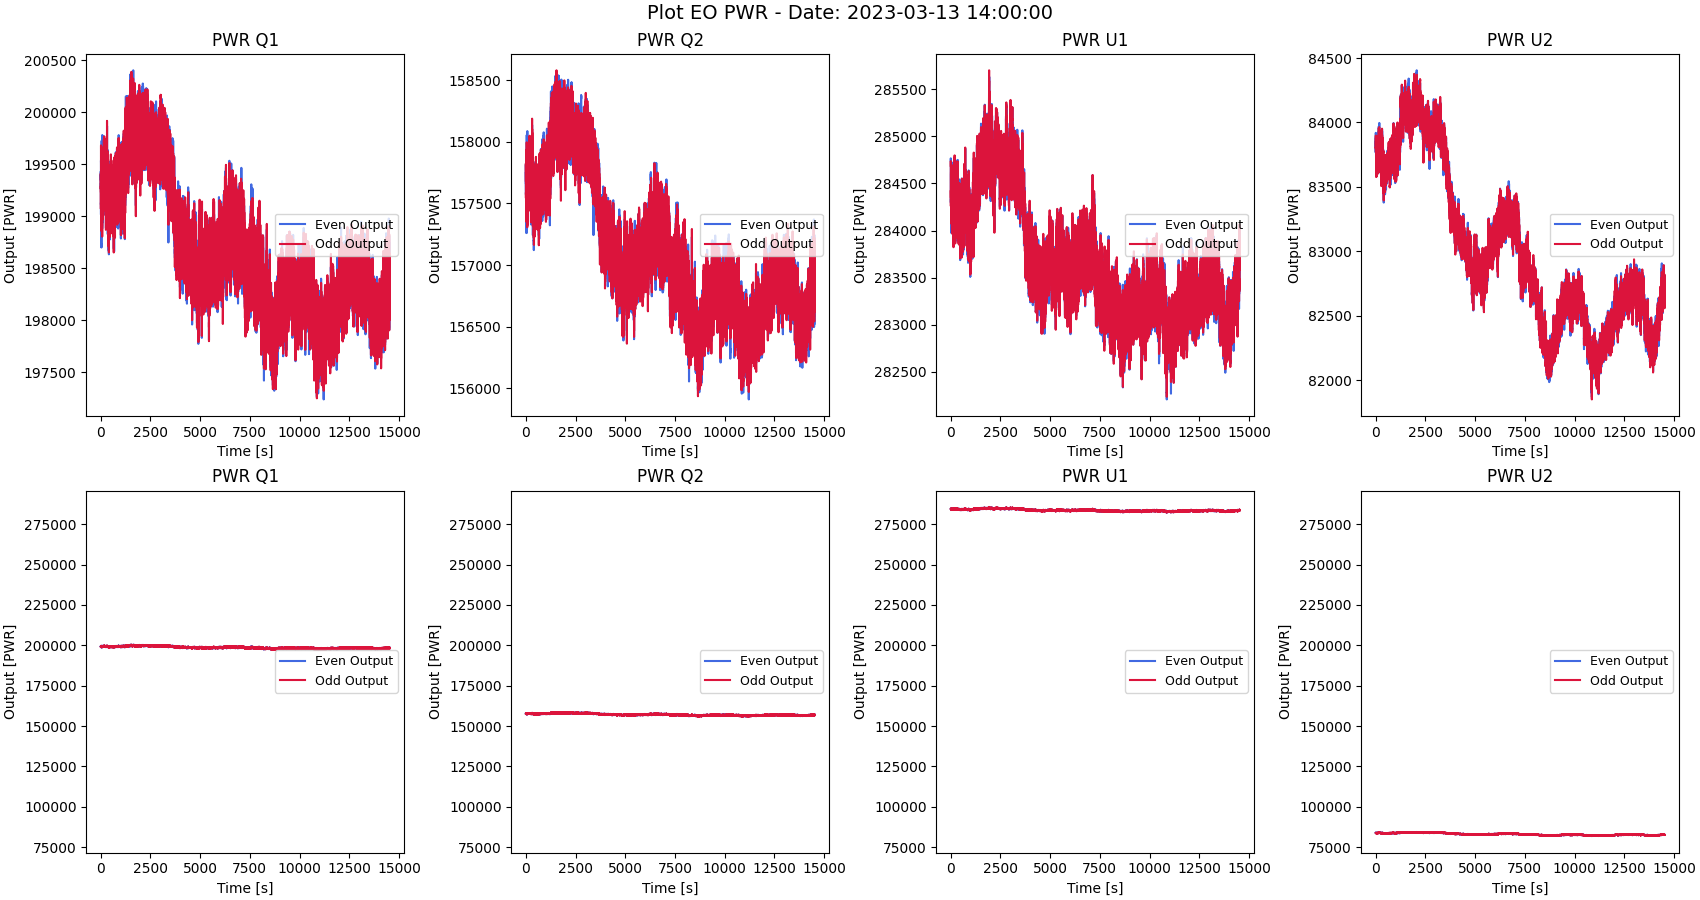 Plot EO PWR - Date: 2023-03-13 14:00:00
PWR Q1
200500
200000
199500
199000
198500
198000
197500
Output [PWR]
Even Output
Odd Output
0 2500 5000 7500 10000 12500 15000
Time [s]
PWR Q2
158500
158000
157500
157000
156500
156000
Output [PWR]
Even Output
Odd Output
0 2500 5000 7500 10000 12500 15000
Time [s]
PWR U1
285500
285000
284500
284000
283500
283000
282500
Output [PWR]
Even Output
Odd Output
0 2500 5000 7500 10000 12500 15000
Time [s]
PWR U2
84500
84000
83500
83000
82500
82000
Output [PWR]
Even Output
Odd Output
0 2500 5000 7500 10000 12500 15000
Time [s]
PWR Q1
275000
250000
225000
200000
175000
150000
125000
100000
75000
Output [PWR]
Even Output
Odd Output
0 2500 5000 7500 10000 12500 15000
Time [s]
PWR Q2
275000
250000
225000
200000
175000
150000
125000
100000
75000
Output [PWR]
Even Output
Odd Output
0 2500 5000 7500 10000 12500 15000
Time [s]
PWR U1
275000
250000
225000
200000
175000
150000
125000
100000
75000
Output [PWR]
Even Output
Odd Output
0 2500 5000 7500 10000 12500 15000
Time [s]
PWR U2
275000
250000
225000
200000
175000
150000
125000
100000
75000
Output [PWR]
Even Output
Odd Output
0 2500 5000 7500 10000 12500 15000
Time [s]